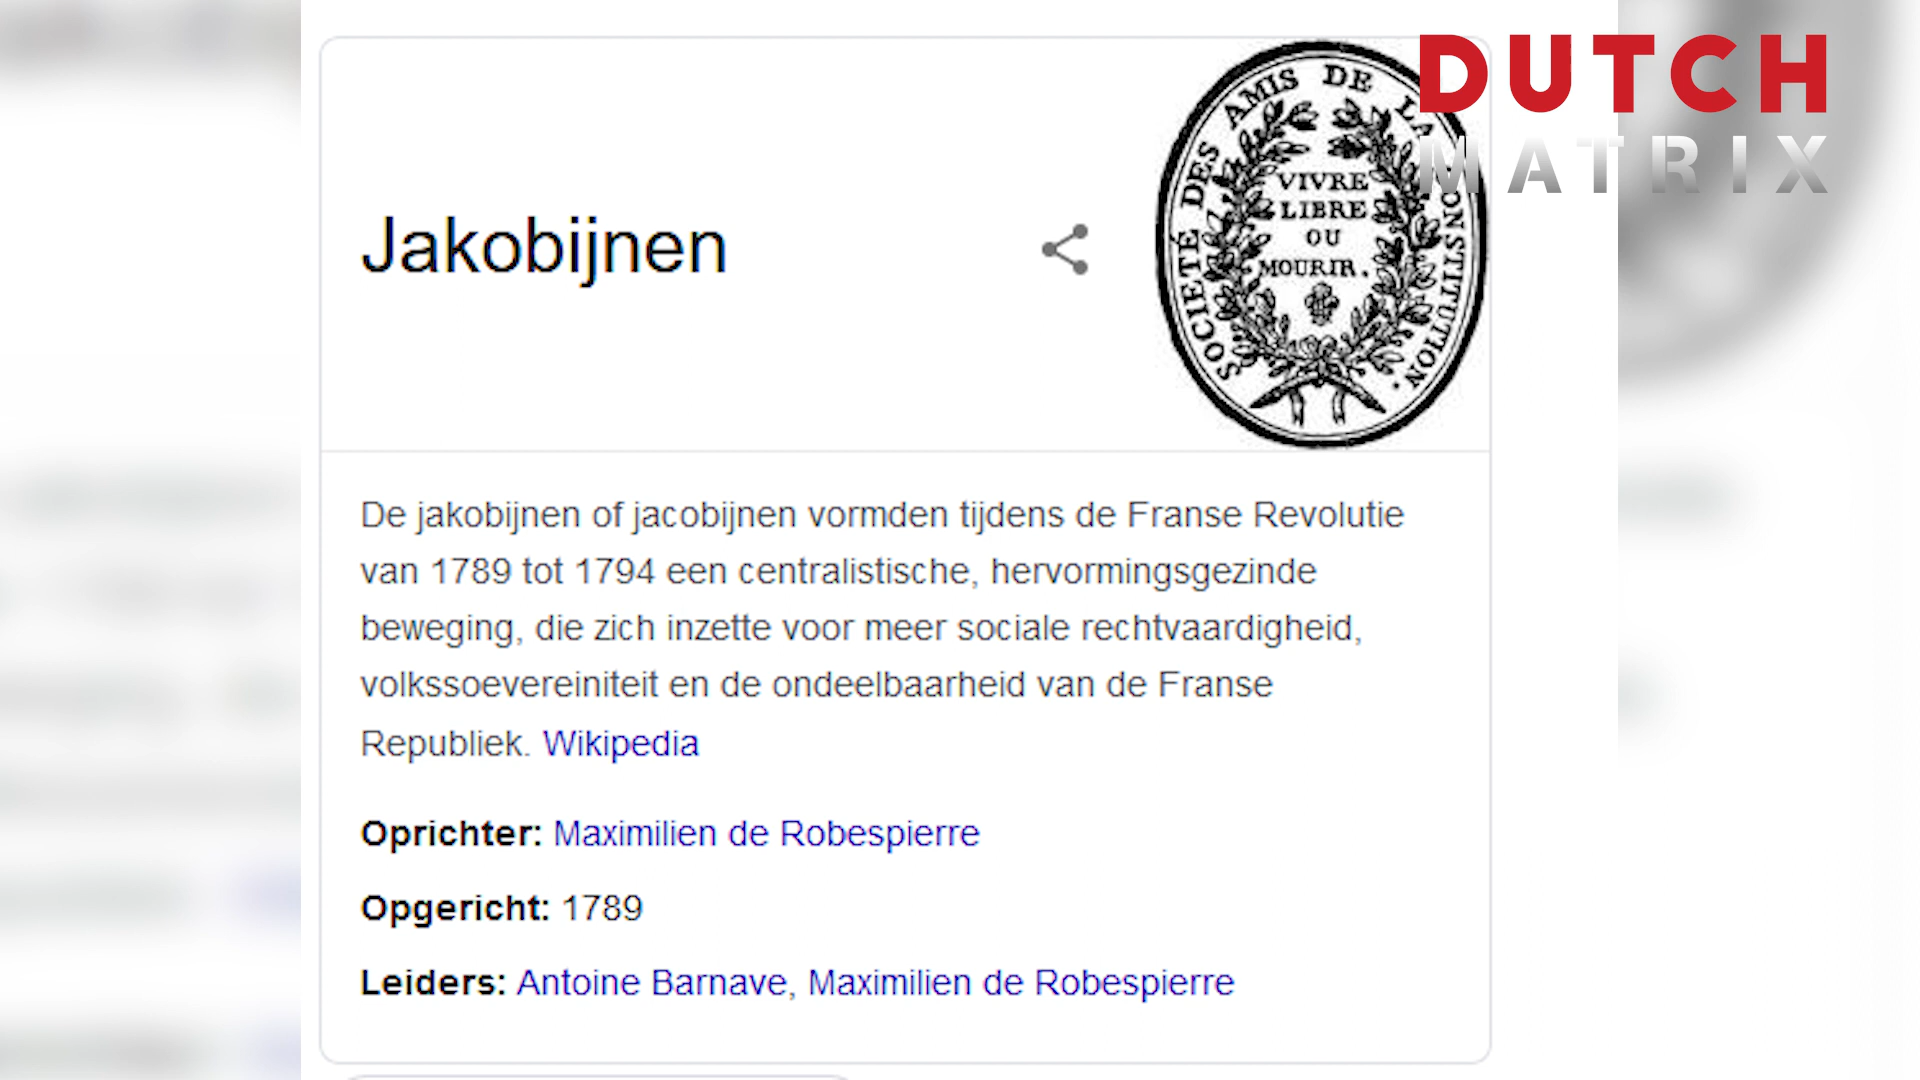 DUTCH
MATRIX
SOCIETÉ DES AMIS DE LA CONSTITUTION.
VIVRE
LIBRE
OU
MOURIR.
Jakobijnen
De jakobijnen of jacobijnen vormden tijdens de Franse Revolutie
van 1789 tot 1794 een centralistische, hervormingsgezinde
beweging, die zich inzette voor meer sociale rechtvaardigheid,
volkssoevereiniteit en de ondeelbaarheid van de Franse
Republiek. Wikipedia
Oprichter: Maximilien de Robespierre
Opgericht: 1789
Leiders: Antoine Barnave, Maximilien de Robespierre